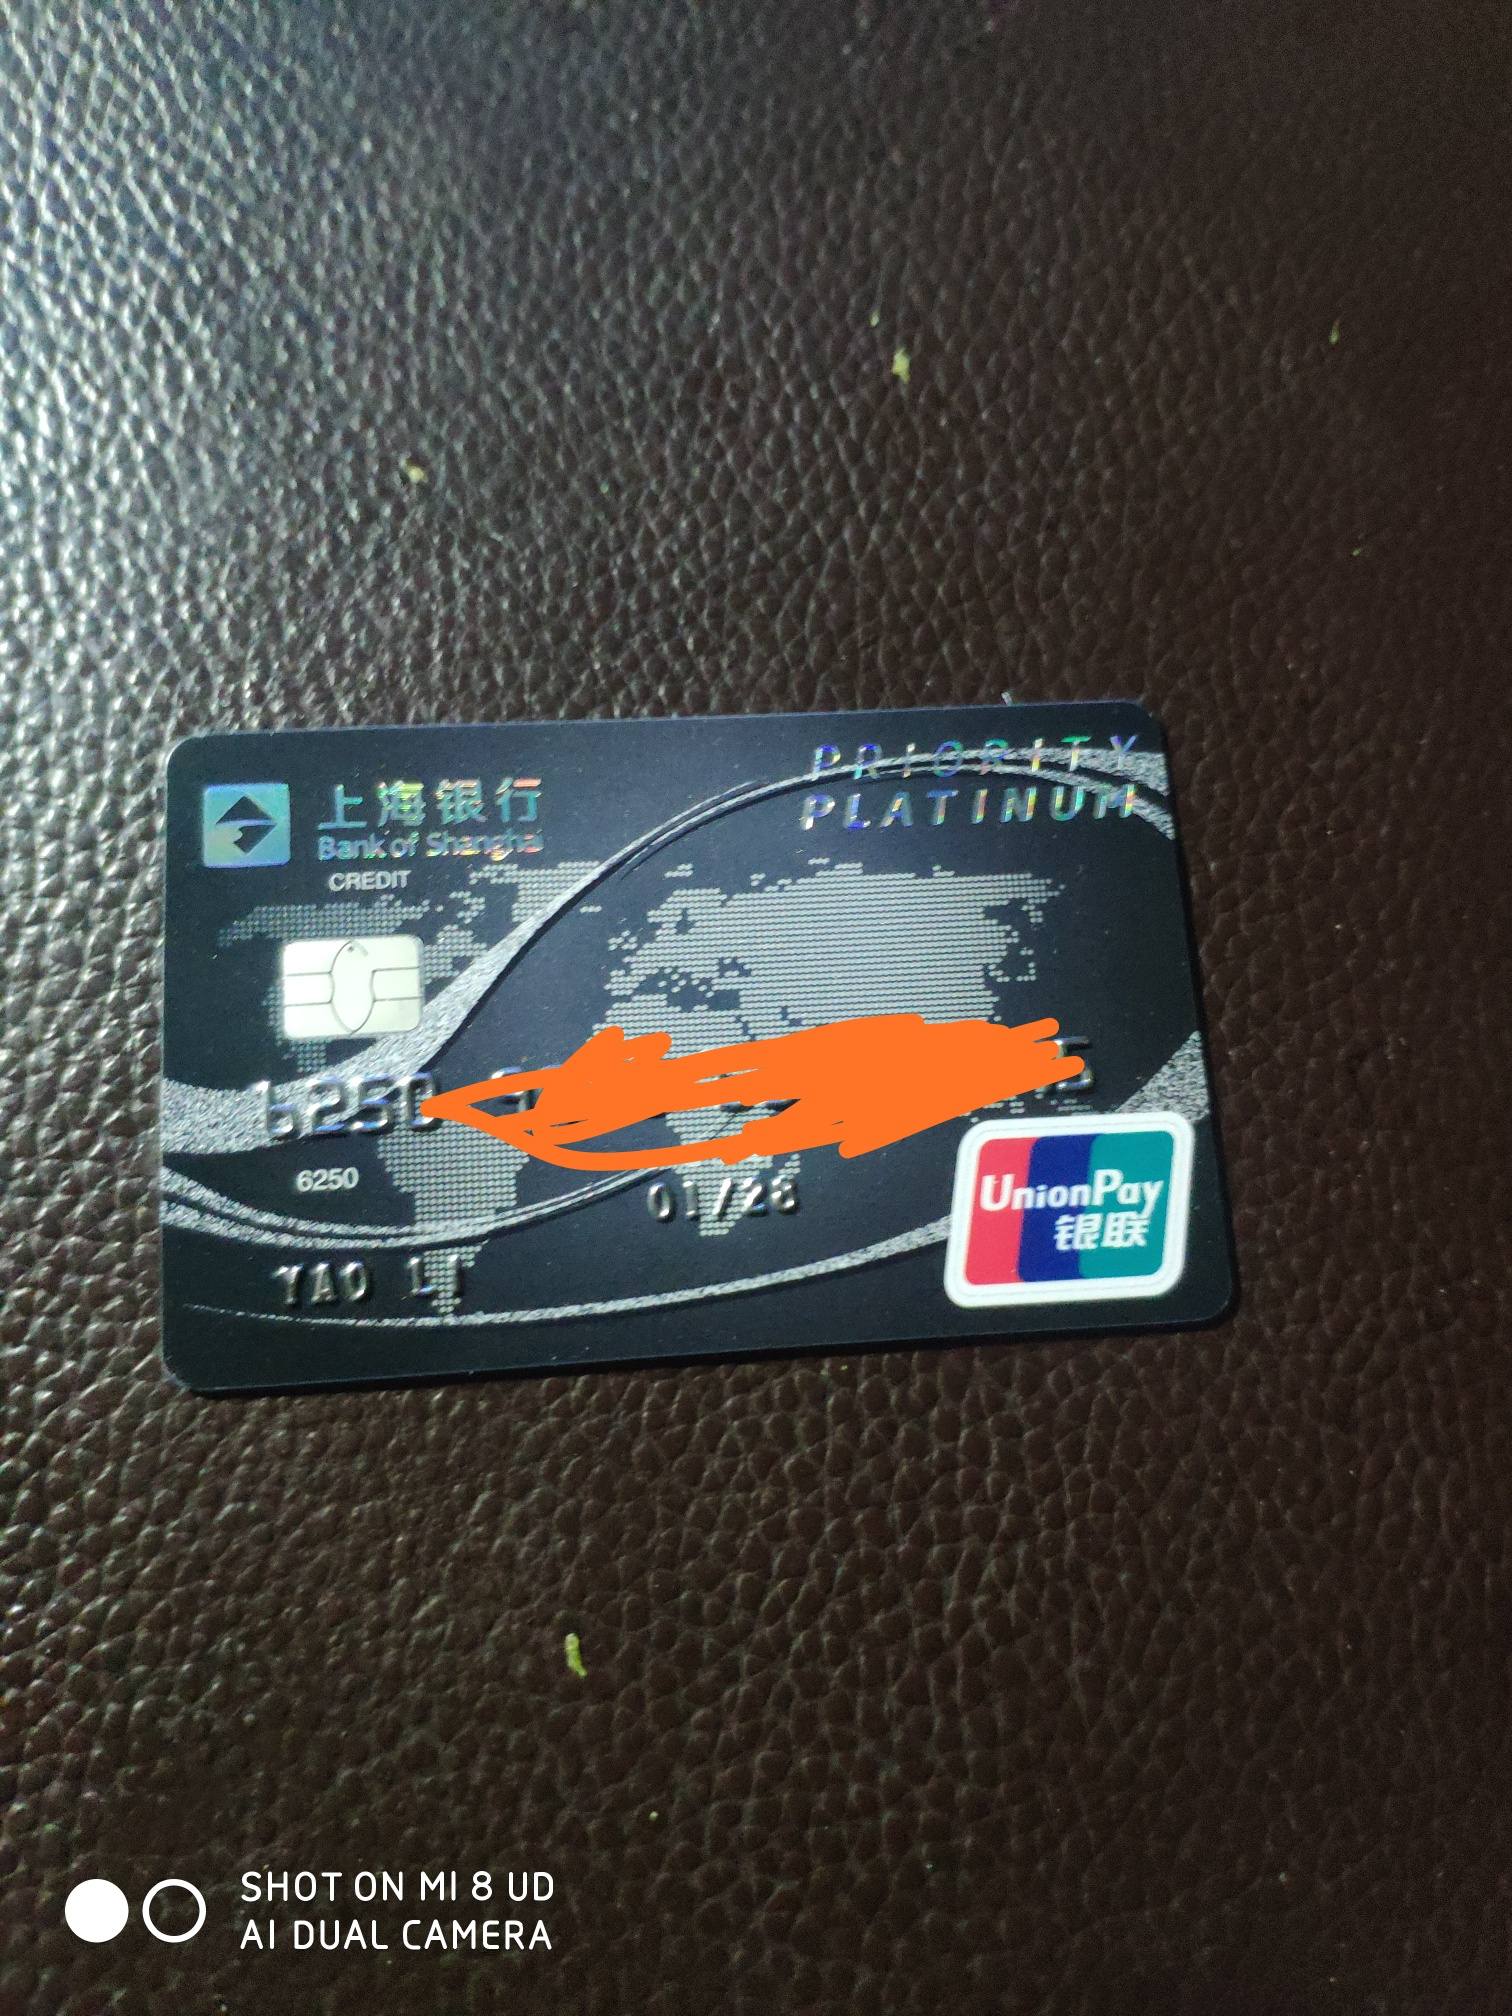 上海银行
Bank of Shanghai
CREDIT
PRIORITY
PLATINUM
6250
6250
01/28
YAO LI
UnionPay
银联
SHOT ON MI 8 UD
AI DUAL CAMERA